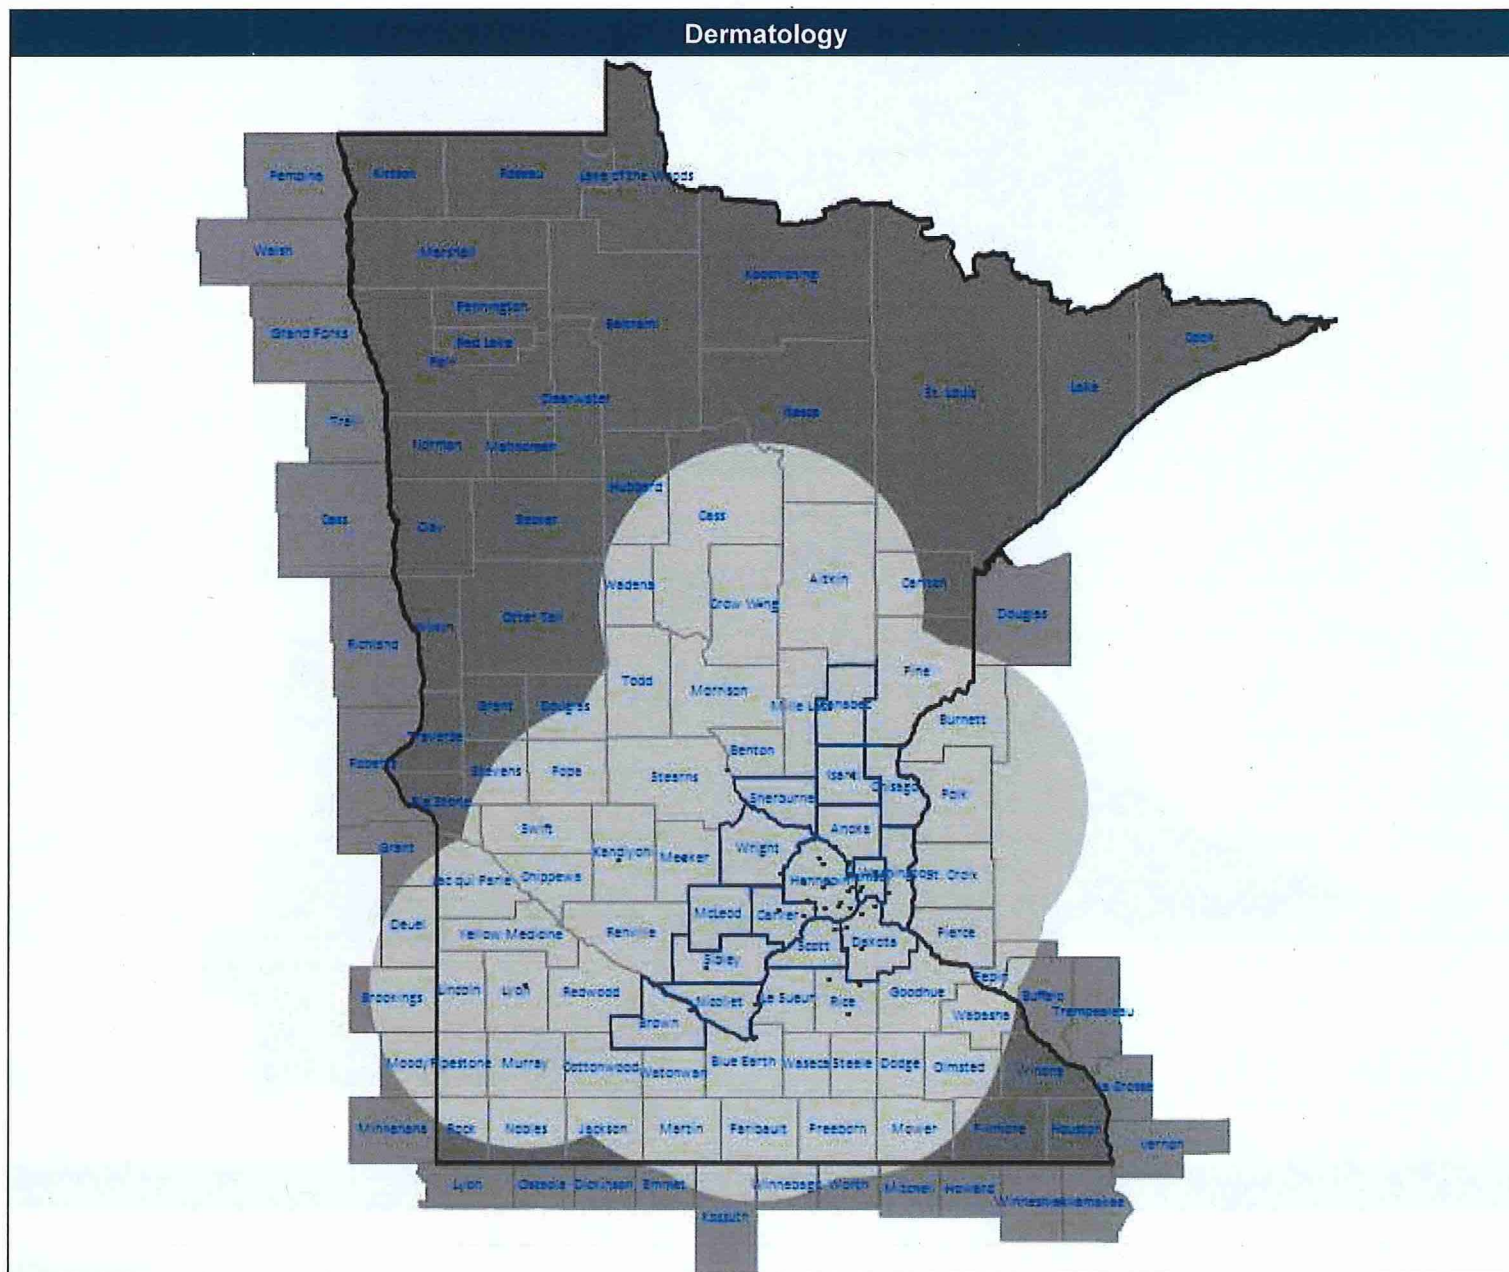 Dermatology
Pembina
Kittson
Roseau
Lake of the Woods
Walsh
Marshall
Koochiching
Pennington
Grand Forks
Red Lake
Polk
Beltrami
Cook
Clearwater
St. Louis
Lake
Itasca
Norman
Mahnomen
Hubbard
Cass
Cass
Clay
Becker
Wadena
Aitkin
Carlton
Crow Wing
Otter Tail
Wilkin
Douglas
Richland
Todd
Morrison
Mille Lacs
Kanabec
Pine
Burnett
Grant
Douglas
Traverse
Benton
Roberts
Stevens
Pope
Stearns
Isanti
Chisago
Polk
Big Stone
Sherburne
Swift
Anoka
Grant
Kandiyohi
Meeker
Wright
Lac qui Parle
Chippewa
Hennepin
St. Croix
McLeod
Carver
Deuel
Yellow Medicine
Renville
Scott
Dakota
Pierce
Sibley
Pepin
Brookings
Lincoln
Lyon
Redwood
Nicollet
Le Sueur
Rice
Goodhue
Buffalo
Wabasha
Trempealeau
Brown
Moody
Pipestone
Murray
Cottonwood
Watonwan
Blue Earth
Waseca
Steele
Dodge
Olmsted
Winona
La Crosse
Minnehaha
Rock
Nobles
Jackson
Martin
Faribault
Freeborn
Mower
Fillmore
Houston
Vernon
Lyon
Osceola
Dickinson
Emmet
Winnebago
Worth
Mitchell
Howard
Winneshiek
Allamakee
Kossuth